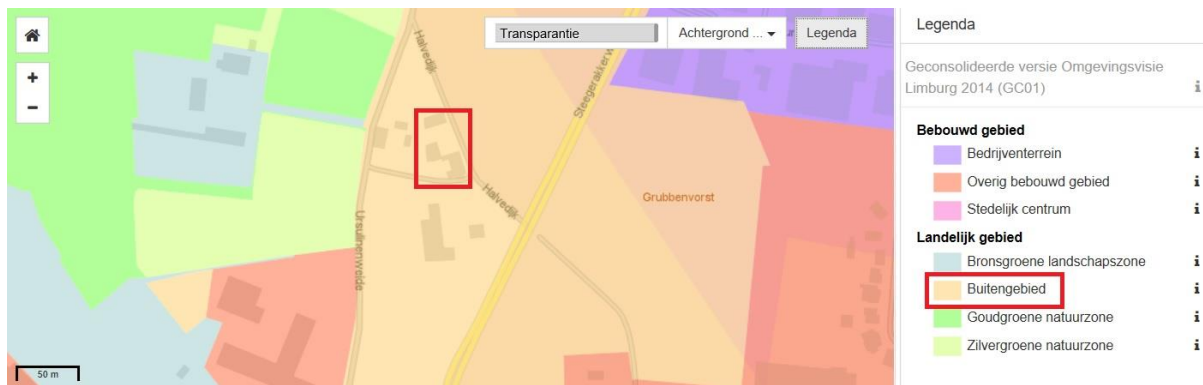 Transparantie
Achtergrond ...
Legenda
+
−
Halvedijk
Steegerakkerw
Halvedijk
Grubbenvorst
Ursulinenweide
50 m
Legenda
Geconsolideerde versie Omgevingsvisie
Limburg 2014 (GC01)
i
Bebouwd gebied
Bedrijventerrein i
Overig bebouwd gebied i
Stedelijk centrum i
Landelijk gebied
Bronsgroene landschapszone i
Buitengebied i
Goudgroene natuurzone i
Zilvergroene natuurzone i